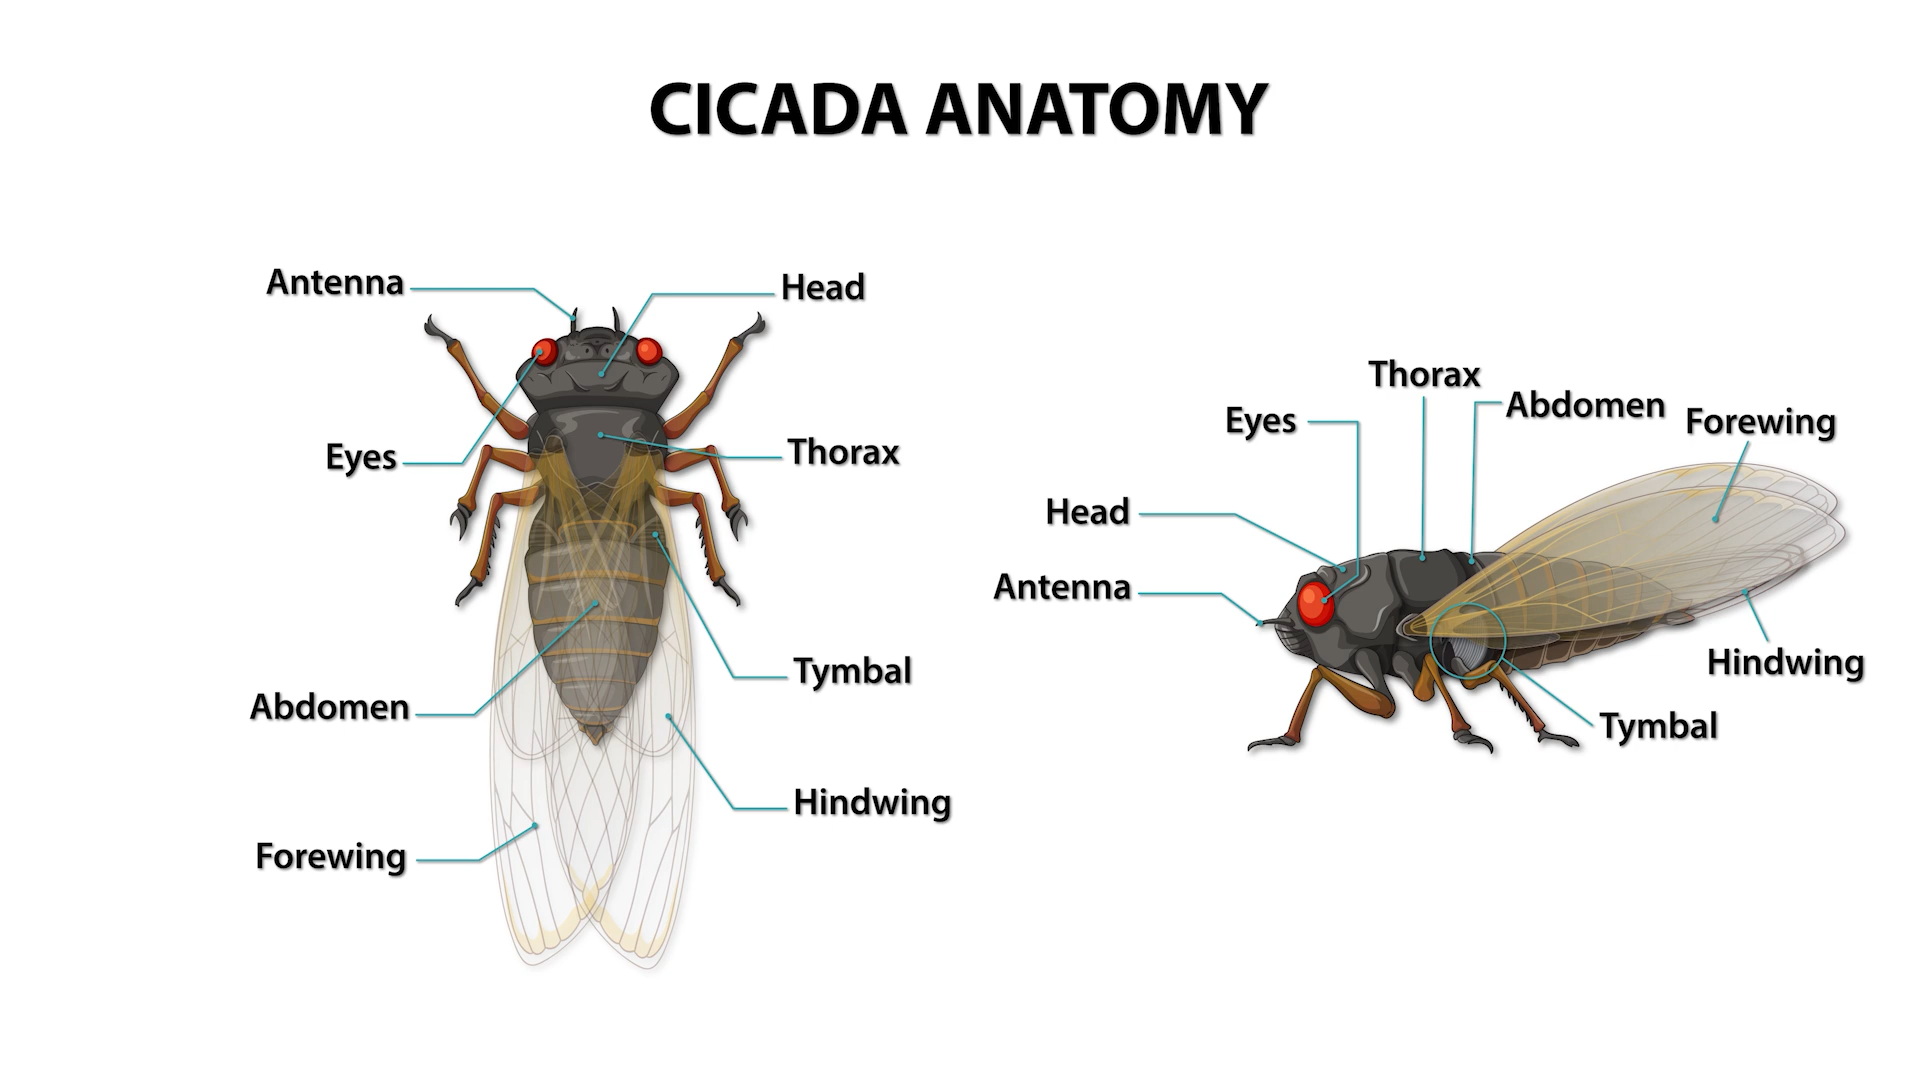 CICADA ANATOMY
Antenna
Head
Eyes
Thorax
Abdomen
Tymbal
Hindwing
Forewing
Thorax
Abdomen
Eyes
Forewing
Head
Antenna
Hindwing
Tymbal